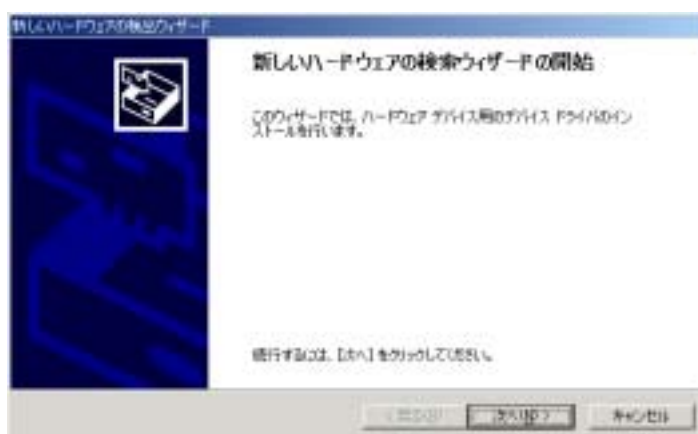 新しいハードウェアの検出ウィザード
新しいハードウェアの検索ウィザードの開始
このウィザードでは、ハードウェア デバイス用のデバイス ドライバのイン
ストールを行います。
続行するには、[次へ] をクリックしてください。
< 戻る(B)
次へ(N) >
キャンセル